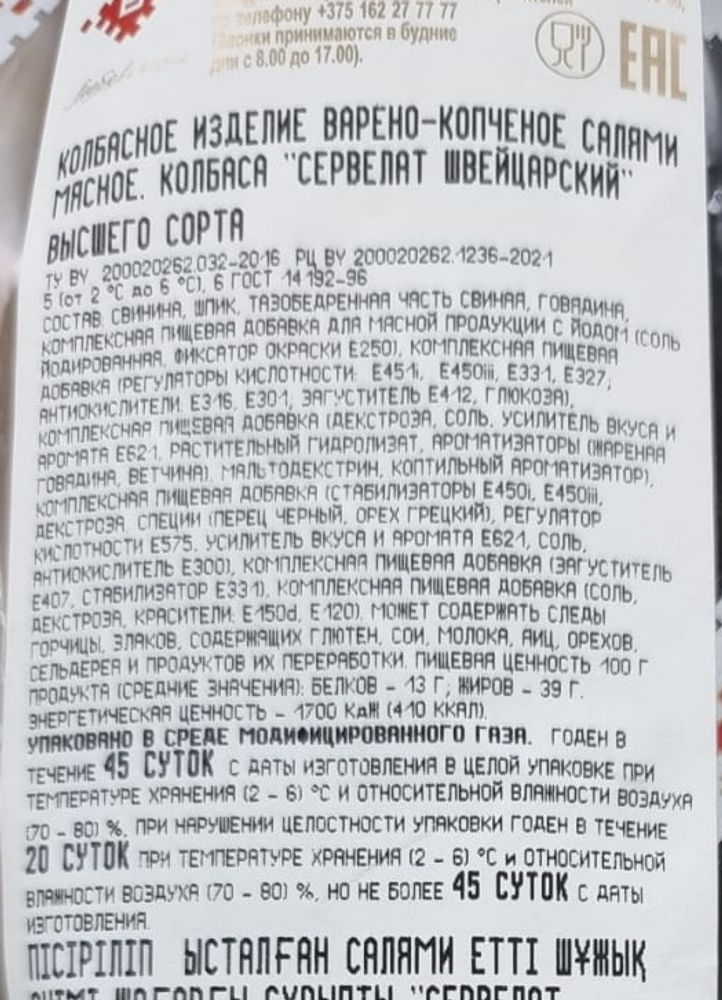 телефону +375 162 27 77 77
Звонки принимаются в будние
дни с 8.00 до 17.00).
EAC
КОЛБАСНОЕ ИЗДЕЛИЕ ВАРЕНО-КОПЧЕНОЕ САЛЯМИ
МЯСНОЕ. КОЛБАСА "СЕРВЕЛАТ ШВЕЙЦАРСКИЙ"
ВЫСШЕГО СОРТА
ТУ BY 200020262.032-2016 РЦ BY 200020262.1236-2021
5 (от 2 °С до 6 °С), 6 ГОСТ 14192-96
СОСТАВ: СВИНИНА, ШПИК, ТАЗОБЕДРЕННАЯ ЧАСТЬ СВИНАЯ, ГОВЯДИНА,
КОМПЛЕКСНАЯ ПИЩЕВАЯ ДОБАВКА ДЛЯ МЯСНОЙ ПРОДУКЦИИ С ЙОДОМ (СОЛЬ
ЙОДИРОВАННАЯ, ФИКСАТОР ОКРАСКИ Е250), КОМПЛЕКСНАЯ ПИЩЕВАЯ
ДОБАВКА (РЕГУЛЯТОРЫ КИСЛОТНОСТИ: Е451i, Е450iii, Е331, Е327,
АНТИОКИСЛИТЕЛИ: Е316, Е301, ЗАГУСТИТЕЛЬ Е412, ГЛЮКОЗА),
КОМПЛЕКСНАЯ ПИЩЕВАЯ ДОБАВКА (ДЕКСТРОЗА, СОЛЬ, УСИЛИТЕЛЬ ВКУСА И
АРОМАТА Е621, РАСТИТЕЛЬНЫЙ ГИДРОЛИЗАТ, АРОМАТИЗАТОРЫ (ЖАРЕНАЯ
ГОВЯДИНА, ВЕТЧИНА), МАЛЬТОДЕКСТРИН, КОПТИЛЬНЫЙ АРОМАТИЗАТОР),
КОМПЛЕКСНАЯ ПИЩЕВАЯ ДОБАВКА (СТАБИЛИЗАТОРЫ Е450i, Е450iii,
ДЕКСТРОЗА, СПЕЦИИ (ПЕРЕЦ ЧЕРНЫЙ, ОРЕХ ГРЕЦКИЙ), РЕГУЛЯТОР
КИСЛОТНОСТИ Е575, УСИЛИТЕЛЬ ВКУСА И АРОМАТА Е621, СОЛЬ,
АНТИОКИСЛИТЕЛЬ Е300), КОМПЛЕКСНАЯ ПИЩЕВАЯ ДОБАВКА (ЗАГУСТИТЕЛЬ
Е407, СТАБИЛИЗАТОР Е331), КОМПЛЕКСНАЯ ПИЩЕВАЯ ДОБАВКА (СОЛЬ,
ДЕКСТРОЗА, КРАСИТЕЛИ: Е150d, Е120). МОЖЕТ СОДЕРЖАТЬ СЛЕДЫ
ГОРЧИЦЫ, ЗЛАКОВ, СОДЕРЖАЩИХ ГЛЮТЕН, СОИ, МОЛОКА, ЯИЦ, ОРЕХОВ,
СЕЛЬДЕРЕЯ И ПРОДУКТОВ ИХ ПЕРЕРАБОТКИ. ПИЩЕВАЯ ЦЕННОСТЬ 100 Г
ПРОДУКТА (СРЕДНИЕ ЗНАЧЕНИЯ): БЕЛКОВ - 13 Г; ЖИРОВ - 39 Г.
ЭНЕРГЕТИЧЕСКАЯ ЦЕННОСТЬ - 1700 КДЖ (410 ККАЛ).
УПАКОВАНО В СРЕДЕ МОДИФИЦИРОВАННОГО ГАЗА. ГОДЕН В
ТЕЧЕНИЕ 45 СУТОК С ДАТЫ ИЗГОТОВЛЕНИЯ В ЦЕЛОЙ УПАКОВКЕ ПРИ
ТЕМПЕРАТУРЕ ХРАНЕНИЯ (2 - 6) °С И ОТНОСИТЕЛЬНОЙ ВЛАЖНОСТИ ВОЗДУХА
(70 - 80) %. ПРИ НАРУШЕНИИ ЦЕЛОСТНОСТИ УПАКОВКИ ГОДЕН В ТЕЧЕНИЕ
20 СУТОК ПРИ ТЕМПЕРАТУРЕ ХРАНЕНИЯ (2 - 6) °С И ОТНОСИТЕЛЬНОЙ
ВЛАЖНОСТИ ВОЗДУХА (70 - 80) %, НО НЕ БОЛЕЕ 45 СУТОК С ДАТЫ
ИЗГОТОВЛЕНИЯ.
ПІСІРІЛІП ЫСТАЛҒАН САЛЯМИ ЕТТІ ШҰЖЫҚ
"СЕРВЕЛАТ